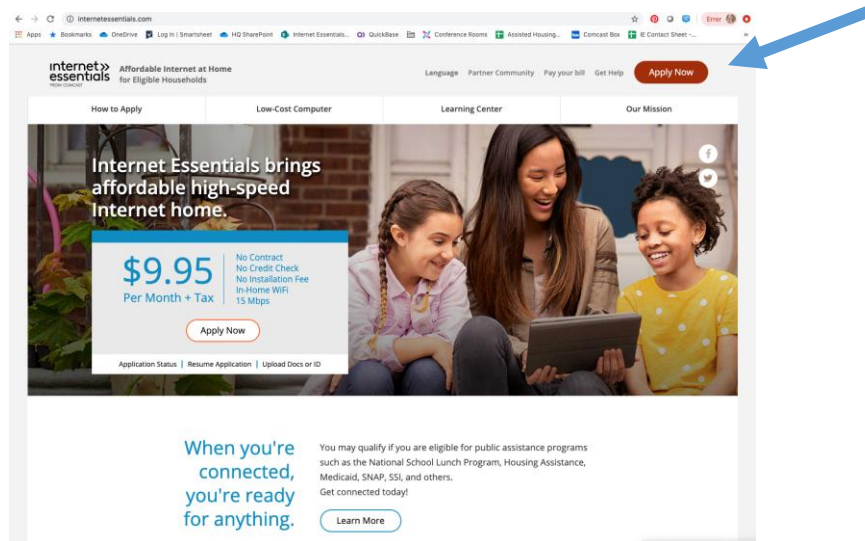 internetessentials.com
Error
Apps Bookmarks OneDrive Log In | Smartsheet HQ SharePoint Internet Essentials... QuickBase Conference Rooms Assisted Housing... Comcast Box IE Contact Sheet -...
internet»
essentials
FROM COMCAST
Affordable Internet at Home
for Eligible Households
Language Partner Community Pay your bill Get Help Apply Now
How to Apply Low-Cost Computer Learning Center Our Mission
Internet Essentials brings
affordable high-speed
Internet home.
$9.95
Per Month + Tax
No Contract
No Credit Check
No Installation Fee
In-Home WiFi
15 Mbps
Apply Now
Application Status | Resume Application | Upload Docs or ID
When you're
connected,
you're ready
for anything.
You may qualify if you are eligible for public assistance programs
such as the National School Lunch Program, Housing Assistance,
Medicaid, SNAP, SSI, and others.
Get connected today!
Learn More